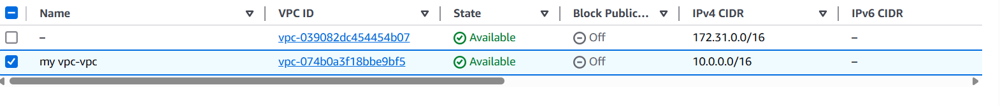 Name VPC ID State Block Public... IPv4 CIDR IPv6 CIDR
– vpc-039082dc454454b07 Available Off 172.31.0.0/16 –
my vpc-vpc vpc-074b0a3f18bbe9bf5 Available Off 10.0.0.0/16 –